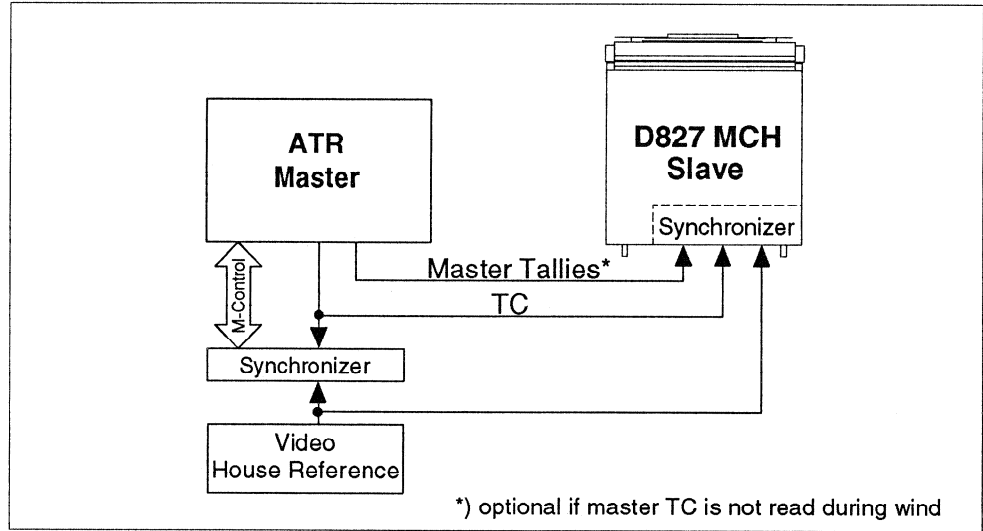 ATR
Master
D827 MCH
Slave
Synchronizer
Master Tallies*
TC
M-Control
Synchronizer
Video
House Reference
*) optional if master TC is not read during wind